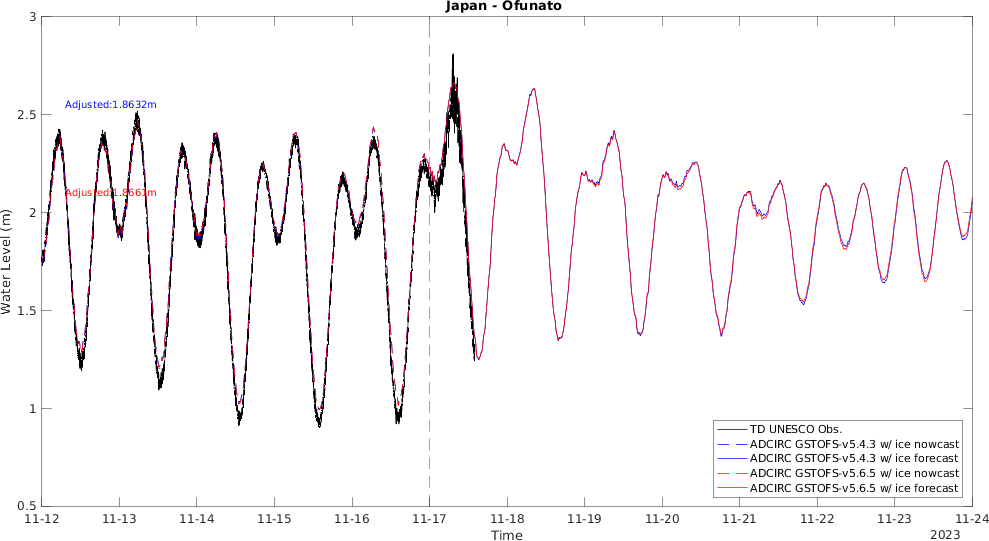 Japan - Ofunato
3
2.5
2
1.5
1
0.5
Water Level (m)
Adjusted:1.8632m
Adjusted:1.8661m
TD UNESCO Obs.
ADCIRC GSTOFS-v5.4.3 w/ ice nowcast
ADCIRC GSTOFS-v5.4.3 w/ ice forecast
ADCIRC GSTOFS-v5.6.5 w/ ice nowcast
ADCIRC GSTOFS-v5.6.5 w/ ice forecast
11-12 11-13 11-14 11-15 11-16 11-17 11-18 11-19 11-20 11-21 11-22 11-23 11-24
Time
2023